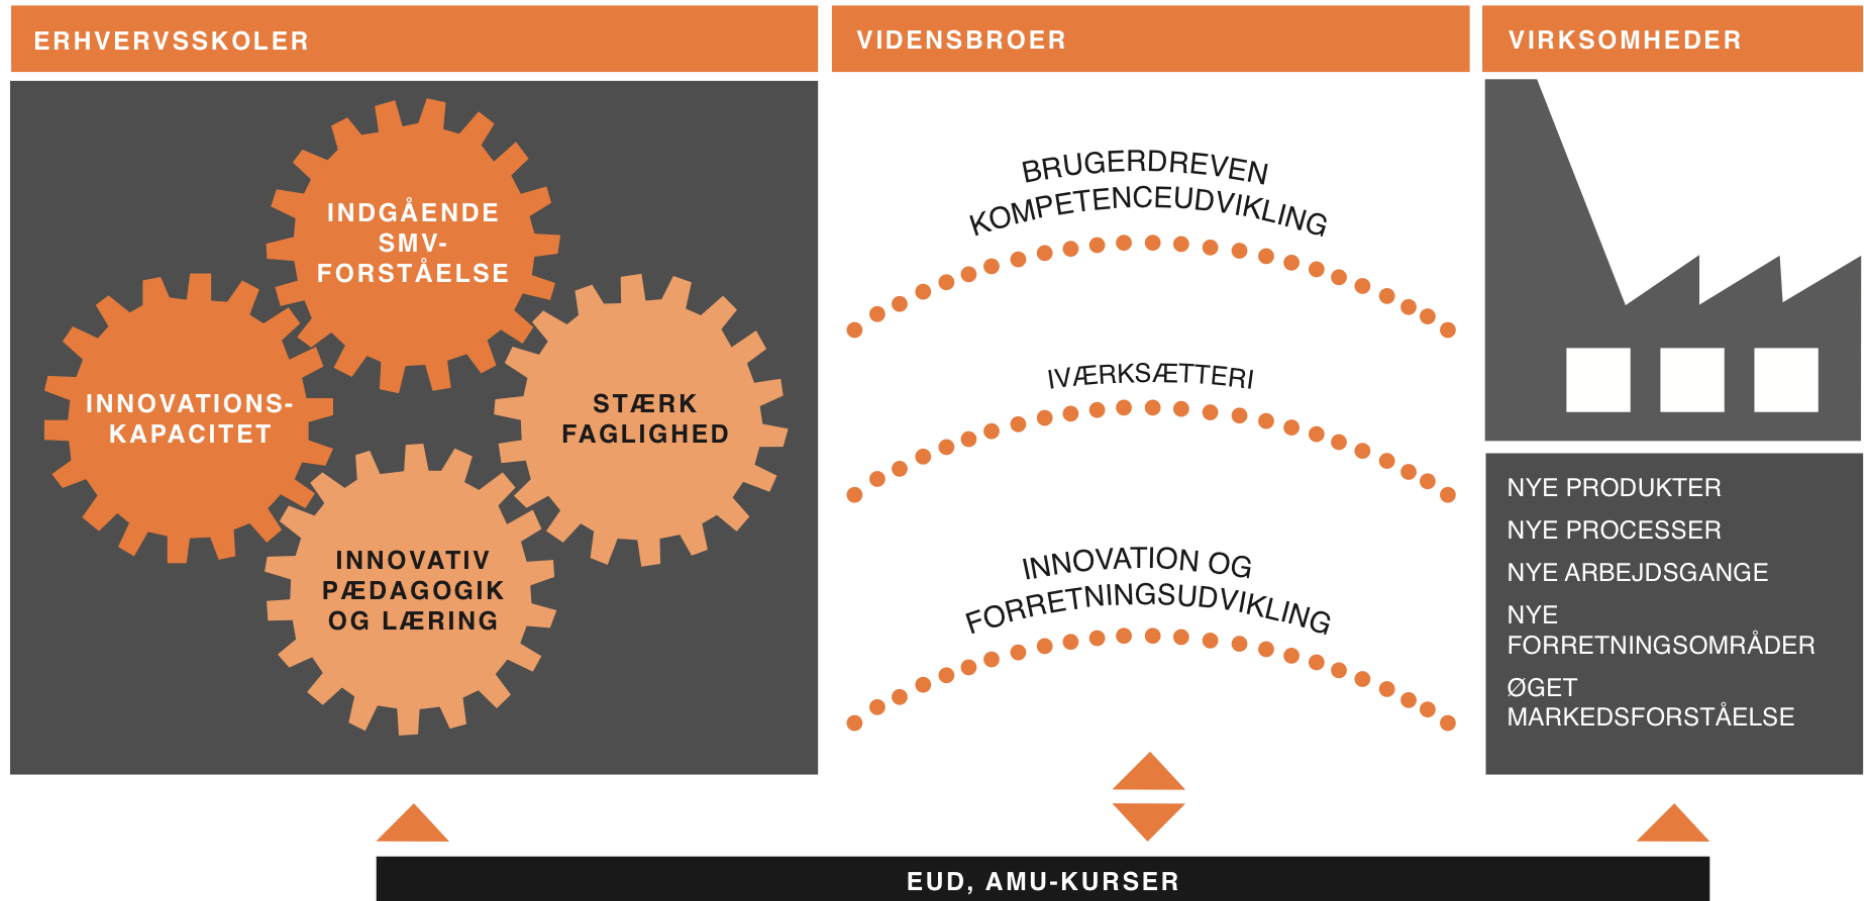 ERHVERVSSKOLER
VIDENSBROER
VIRKSOMHEDER
INDGÅENDE
SMV-
FORSTÅELSE
INNOVATIONS-
KAPACITET
STÆRK
FAGLIGHED
INNOVATIV
PÆDAGOGIK
OG LÆRING
BRUGERDREVEN
KOMPETENCEUDVIKLING
IVÆRKSÆTTERI
INNOVATION OG
FORRETNINGSUDVIKLING
NYE PRODUKTER
NYE PROCESSER
NYE ARBEJDSGANGE
NYE
FORRETNINGSOMRÅDER
ØGET
MARKEDSFORSTÅELSE
EUD, AMU-KURSER